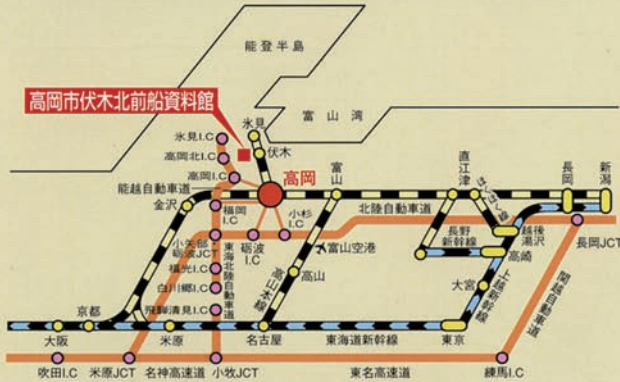 能登半島
高岡市伏木北前船資料館
富山湾
氷見
氷見I.C
伏木
高岡北I.C
高岡I.C
高岡
富山
直江津
ほくほく線
長岡
新潟
能越自動車道
金沢
福岡I.C
小杉I.C
北陸自動車道
小矢部砺波JCT
砺波I.C
富山空港
長野新幹線
越後湯沢
高崎
長岡JCT
福光I.C
東海北陸自動車道
白川郷I.C
高山
高山本線
大宮
上越新幹線
関越自動車道
飛騨清見I.C
京都
大阪
米原
名古屋
東海道新幹線
東京
吹田I.C
米原JCT
名神高速道
小牧JCT
東名高速道
練馬I.C